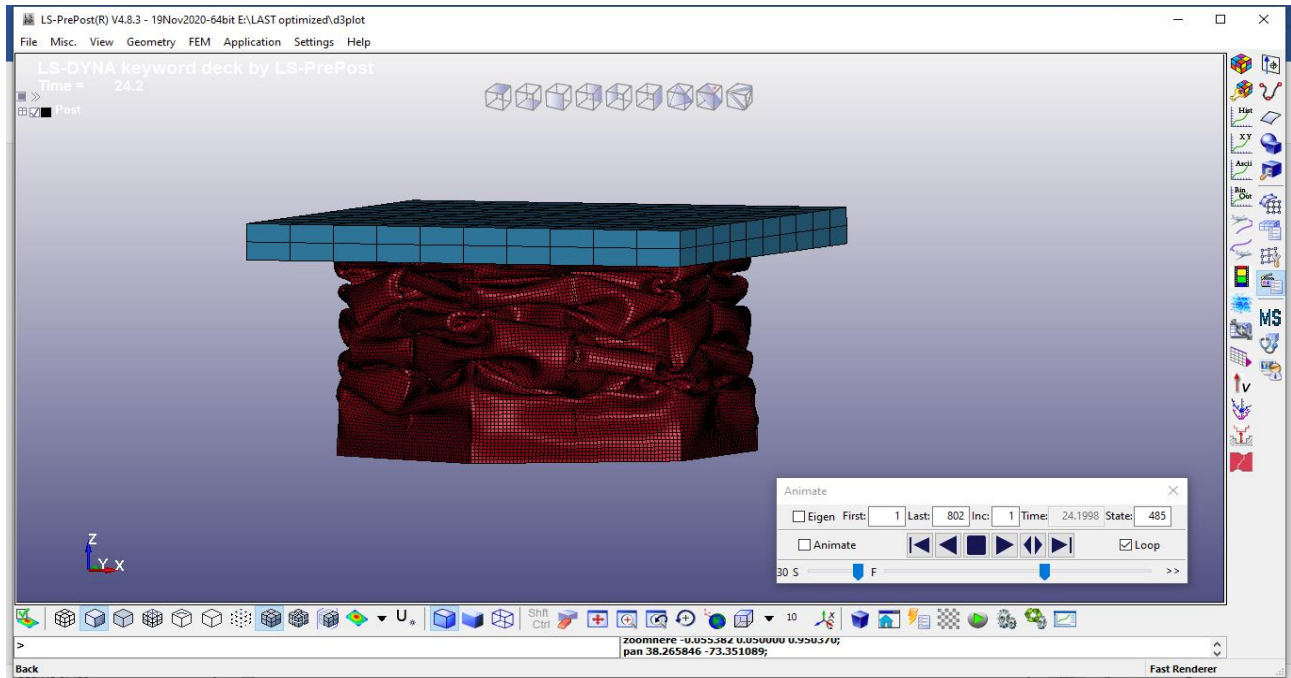 LS-PrePost(R) V4.8.3 - 19Nov2020-64bit E:\LAST optimized\d3plot
File Misc. View Geometry FEM Application Settings Help
LS-DYNA keyword deck by LS-PrePost
Time = 24.2
Post
Hist
XY
Ascii
Bin Out
MS
V
Z
Y X
Animate
Eigen First: 1 Last: 802 Inc: 1 Time: 24.1998 State: 485
Animate Loop
30 S F >>
U* Shft Ctrl 10
zoomhere -0.055382 0.050000 0.950370;
> pan 38.265846 -73.351089;
Back Fast Renderer